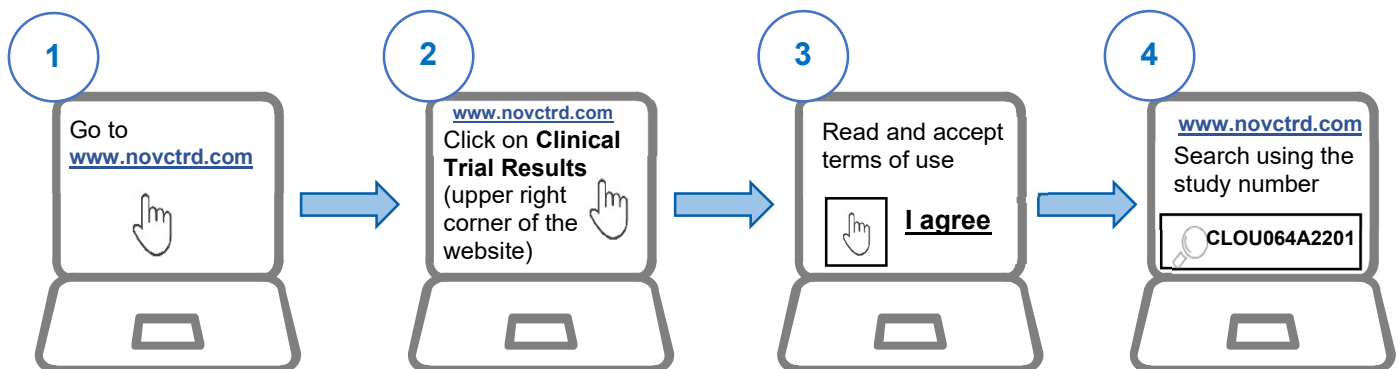 1
Go to
www.novctrd.com
2
www.novctrd.com
Click on Clinical
Trial Results
(upper right
corner of the
website)
3
Read and accept
terms of use
I agree
4
www.novctrd.com
Search using the
study number
CLOU064A2201